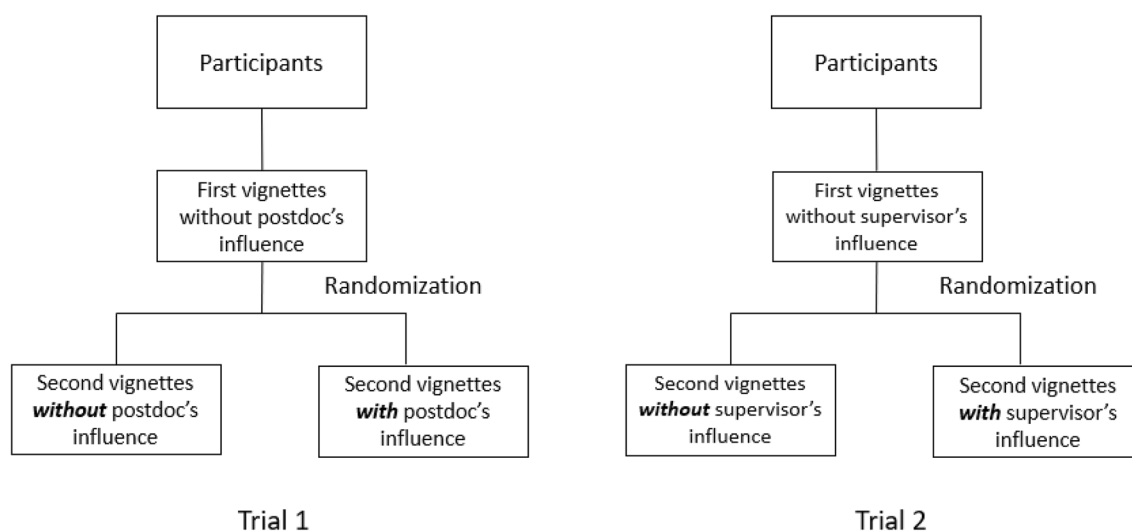 Participants
First vignettes
without postdoc's
influence
Randomization
Second vignettes
without postdoc's
influence
Second vignettes
with postdoc's
influence
Trial 1
Participants
First vignettes
without supervisor's
influence
Randomization
Second vignettes
without supervisor's
influence
Second vignettes
with supervisor's
influence
Trial 2